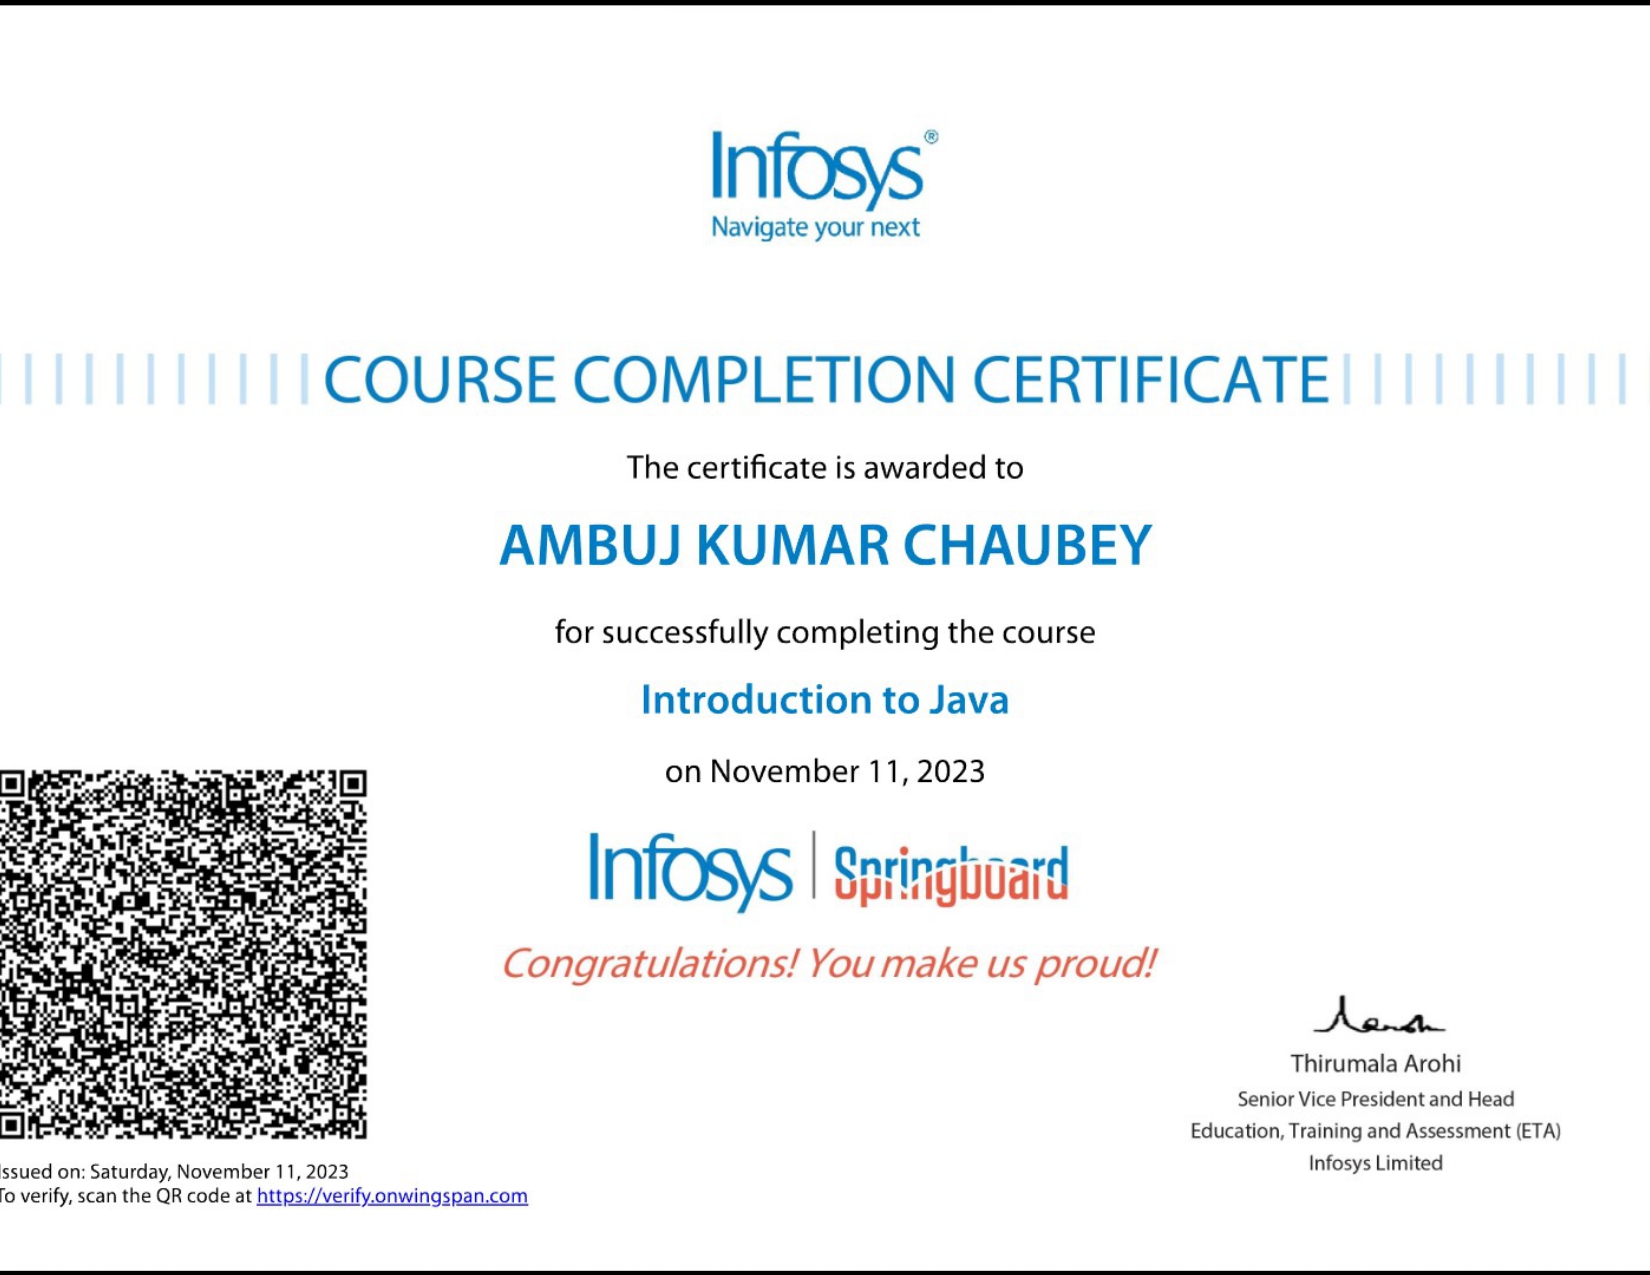 Infosys®
Navigate your next
COURSE COMPLETION CERTIFICATE
The certificate is awarded to
AMBUJ KUMAR CHAUBEY
for successfully completing the course
Introduction to Java
on November 11, 2023
Infosys | Springboard
Congratulations! You make us proud!
Thirumala Arohi
Senior Vice President and Head
Education, Training and Assessment (ETA)
Infosys Limited
Issued on: Saturday, November 11, 2023
To verify, scan the QR code at https://verify.onwingspan.com